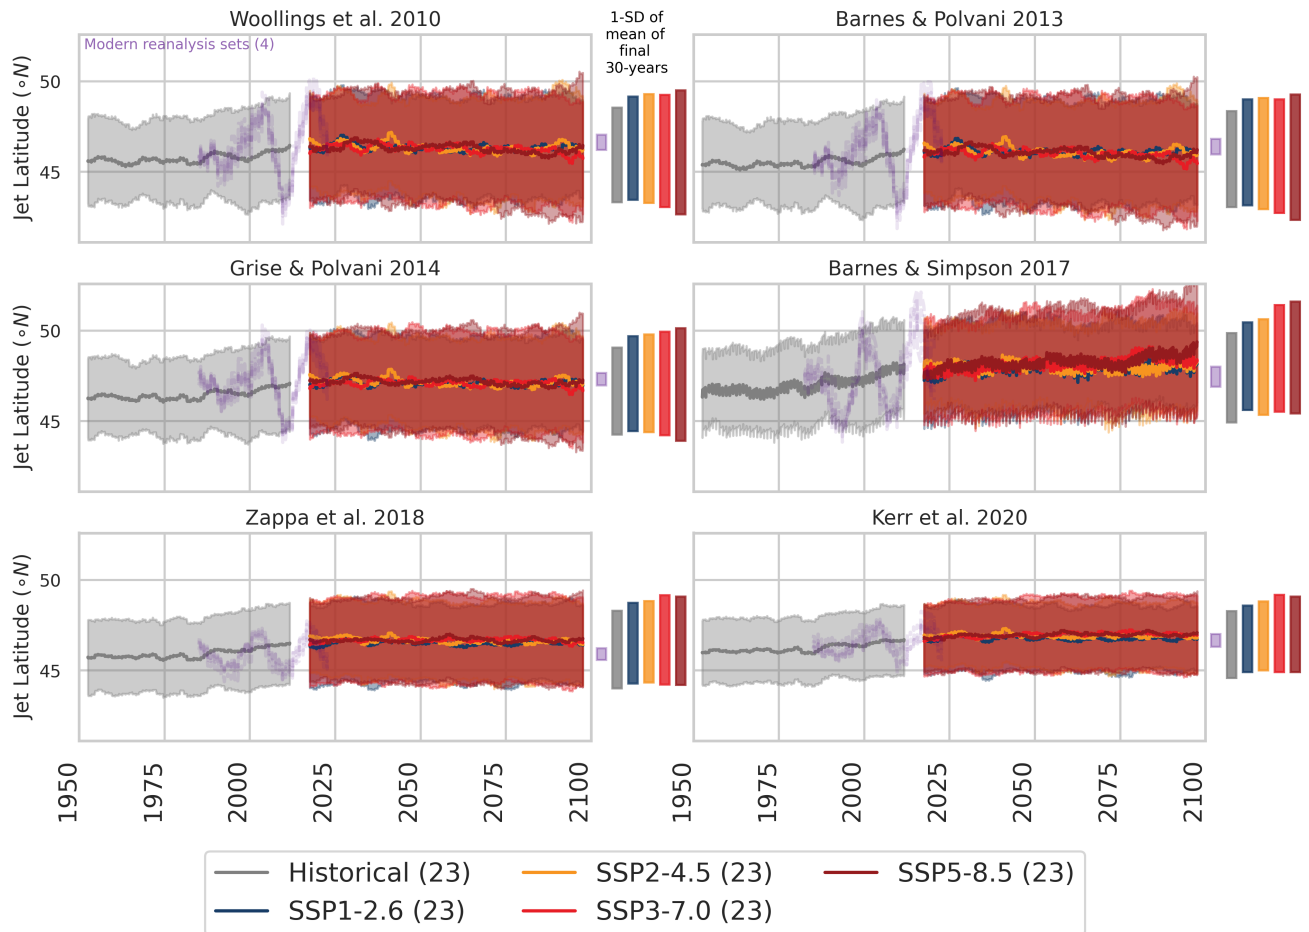 Woollings et al. 2010
1-SD of
mean of
final
30-years
Barnes & Polvani 2013
Modern reanalysis sets (4)
Jet Latitude (∘N)
50
45
Grise & Polvani 2014
Barnes & Simpson 2017
Jet Latitude (∘N)
50
45
Zappa et al. 2018
Kerr et al. 2020
Jet Latitude (∘N)
50
45
1950
1975
2000
2025
2050
2075
2100
1950
1975
2000
2025
2050
2075
2100
Historical (23)
SSP1-2.6 (23)
SSP2-4.5 (23)
SSP3-7.0 (23)
SSP5-8.5 (23)